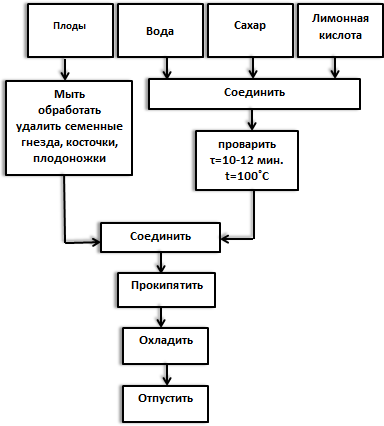 Плоды
Вода
Сахар
Лимонная
кислота
Мыть
обработать
удалить семенные
гнезда, косточки,
плодоножки
Соединить
проварить
τ=10-12 мин.
t=100˚C
Соединить
Прокипятить
Охладить
Отпустить